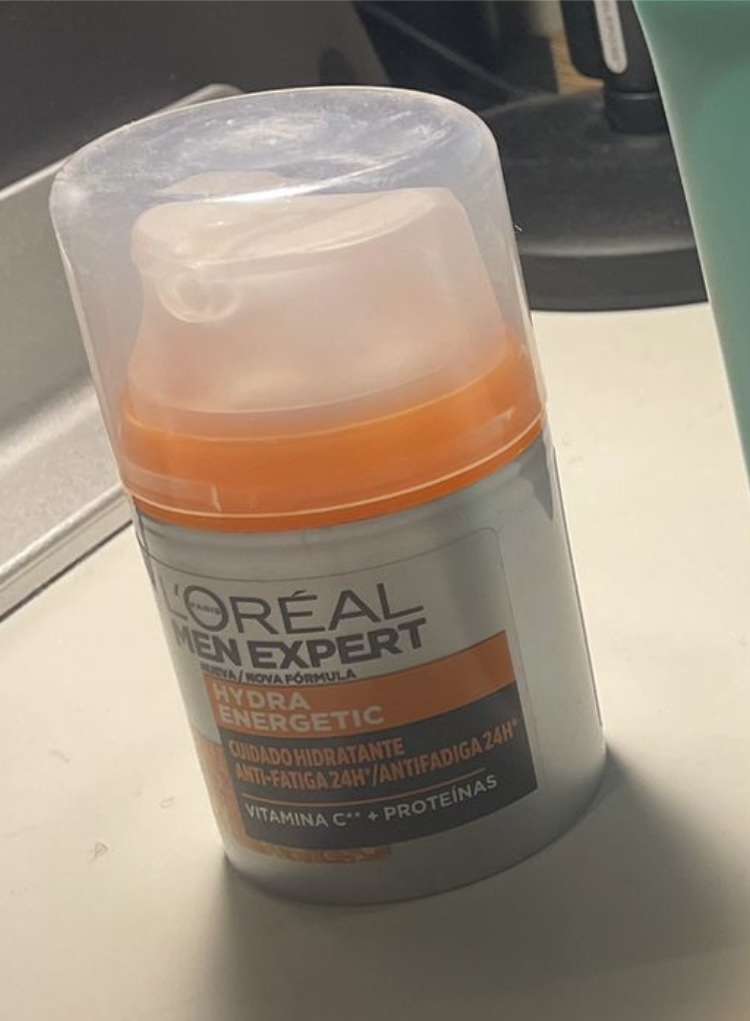 L'ORÉAL
PARIS
MEN EXPERT
NUEVA / NOVA FÓRMULA
HYDRA
ENERGETIC
CUIDADO HIDRATANTE
ANTI-FATIGA 24H*/ANTIFADIGA 24H*
VITAMINA C** + PROTEÍNAS